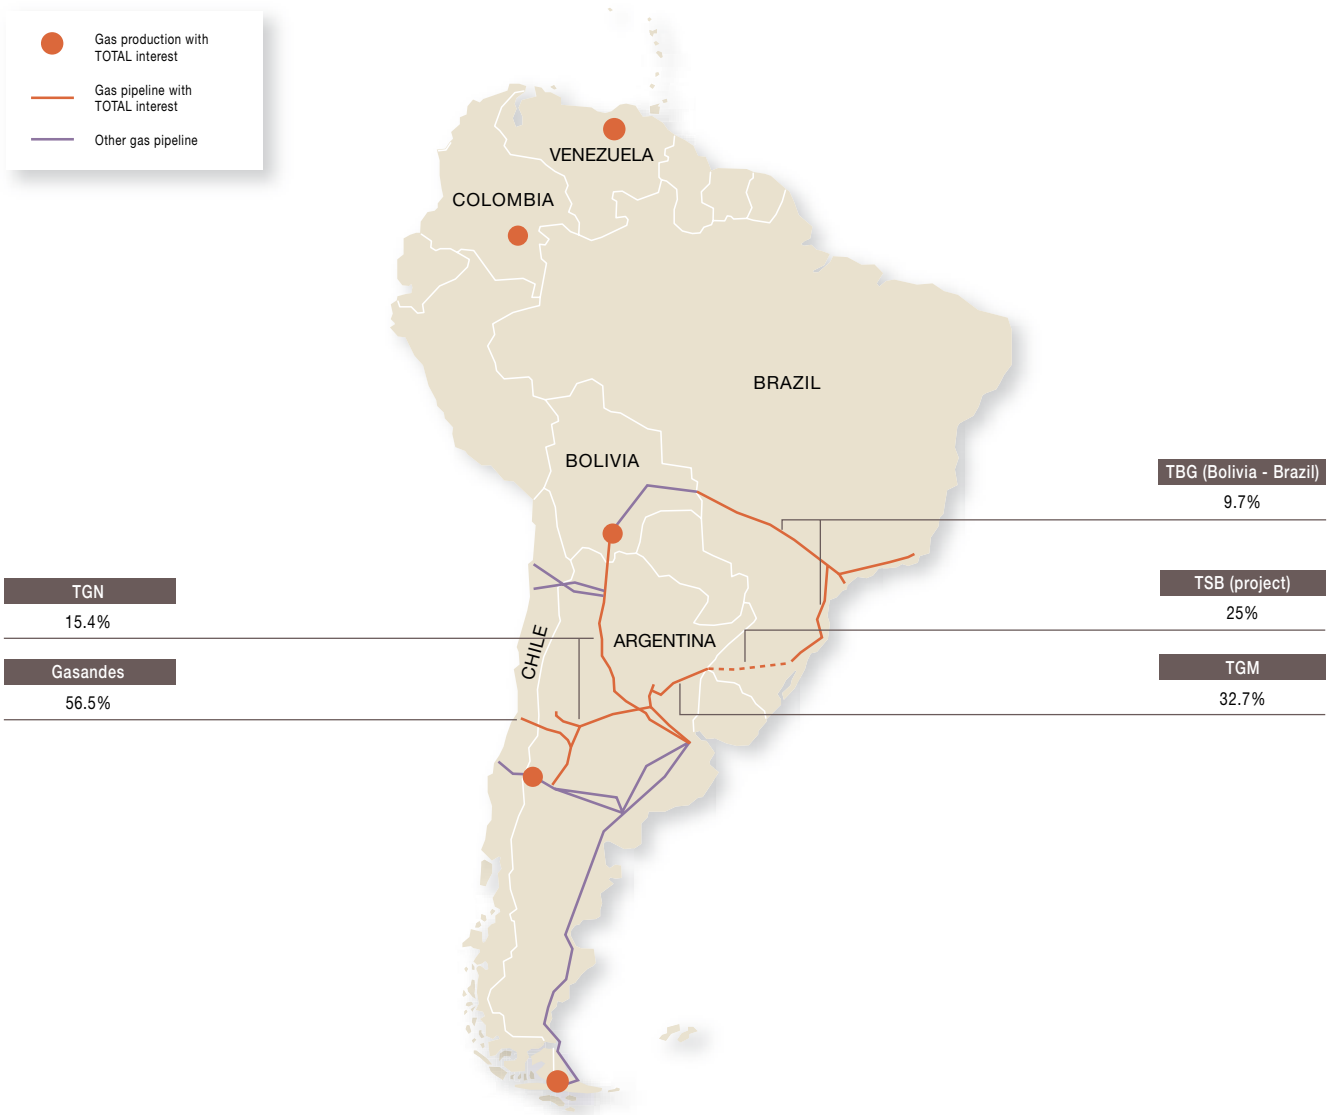 Gas production with
TOTAL interest
Gas pipeline with
TOTAL interest
Other gas pipeline
VENEZUELA
COLOMBIA
BRAZIL
BOLIVIA
TBG (Bolivia - Brazil)
9.7%
TSB (project)
25%
TGN
15.4%
ARGENTINA
CHILE
TGM
32.7%
Gasandes
56.5%